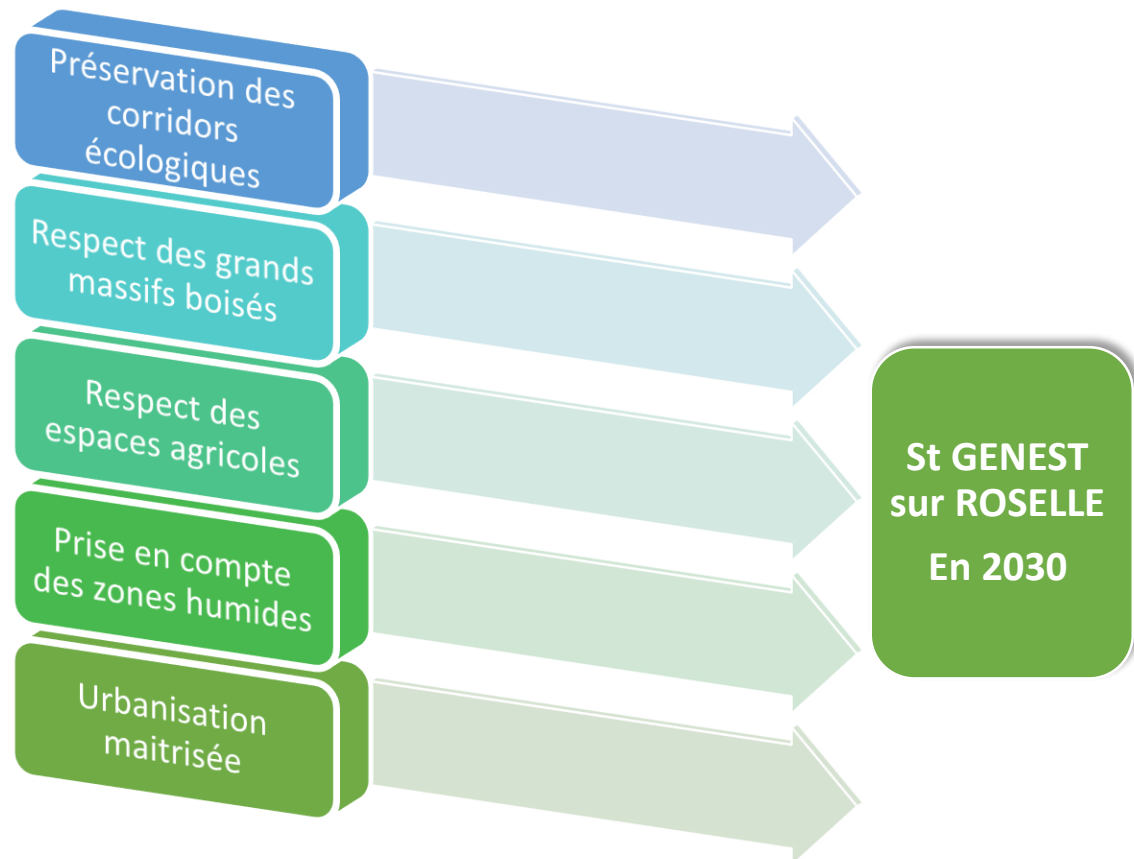 Préservation des
corridors
écologiques
Respect des grands
massifs boisés
Respect des
espaces agricoles
Prise en compte
des zones humides
Urbanisation
maitrisée
St GENEST
sur ROSELLE
En 2030